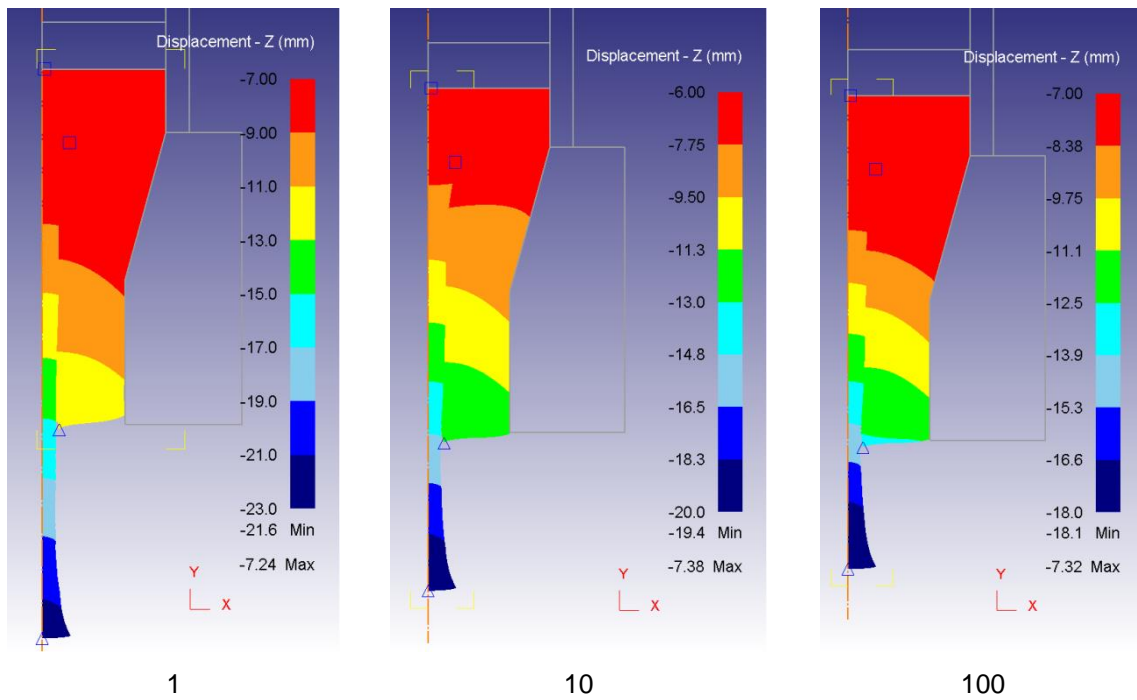 Displacement - Z (mm)
-7.00
-9.00
-11.0
-13.0
-15.0
-17.0
-19.0
-21.0
-23.0
-21.6 Min
-7.24 Max
Y
X
1
Displacement - Z (mm)
-6.00
-7.75
-9.50
-11.3
-13.0
-14.8
-16.5
-18.3
-20.0
-19.4 Min
-7.38 Max
Y
X
10
Displacement - Z (mm)
-7.00
-8.38
-9.75
-11.1
-12.5
-13.9
-15.3
-16.6
-18.0
-18.1 Min
-7.32 Max
Y
X
100